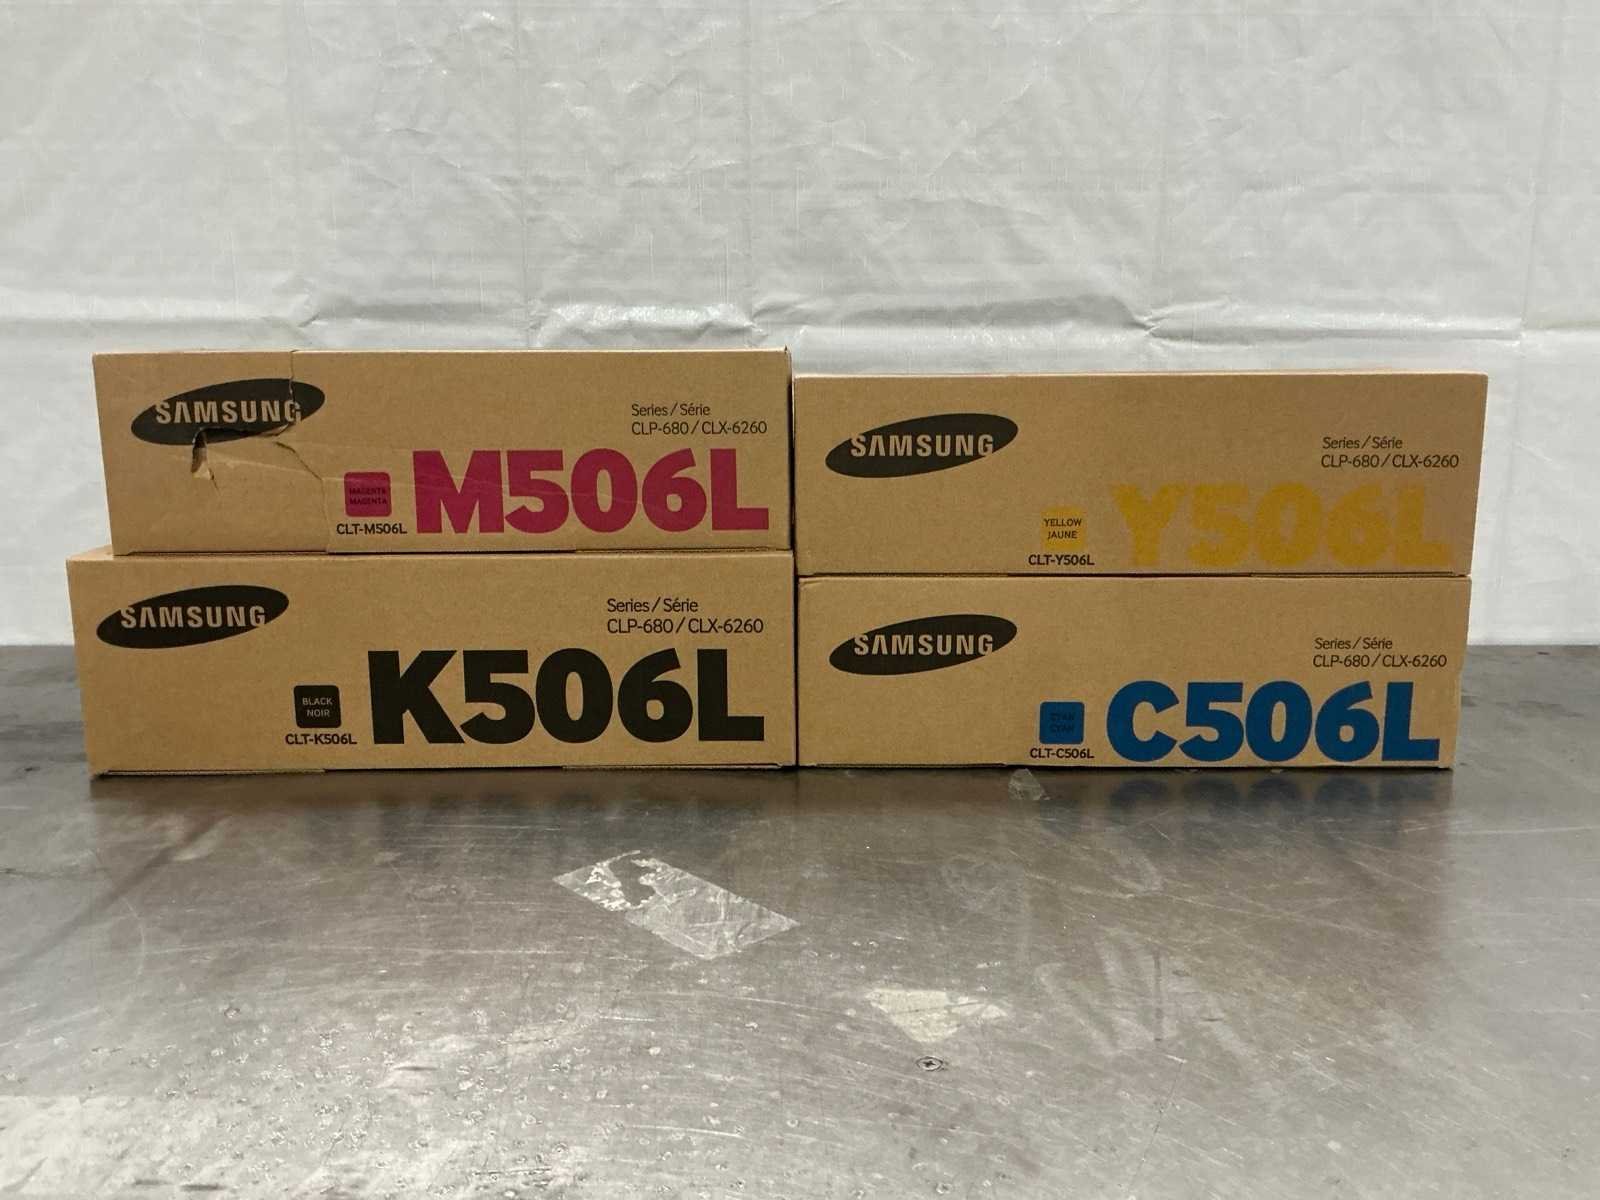 SAMSUNG
Series / Série
CLP-680 / CLX-6260
MAGENTA
MAGENTA
CLT-M506L
M506L
SAMSUNG
Series / Série
CLP-680 / CLX-6260
YELLOW
JAUNE
CLT-Y506L
Y506L
SAMSUNG
Series / Série
CLP-680 / CLX-6260
BLACK
NOIR
CLT-K506L
K506L
SAMSUNG
Series / Série
CLP-680 / CLX-6260
CYAN
CYAN
CLT-C506L
C506L